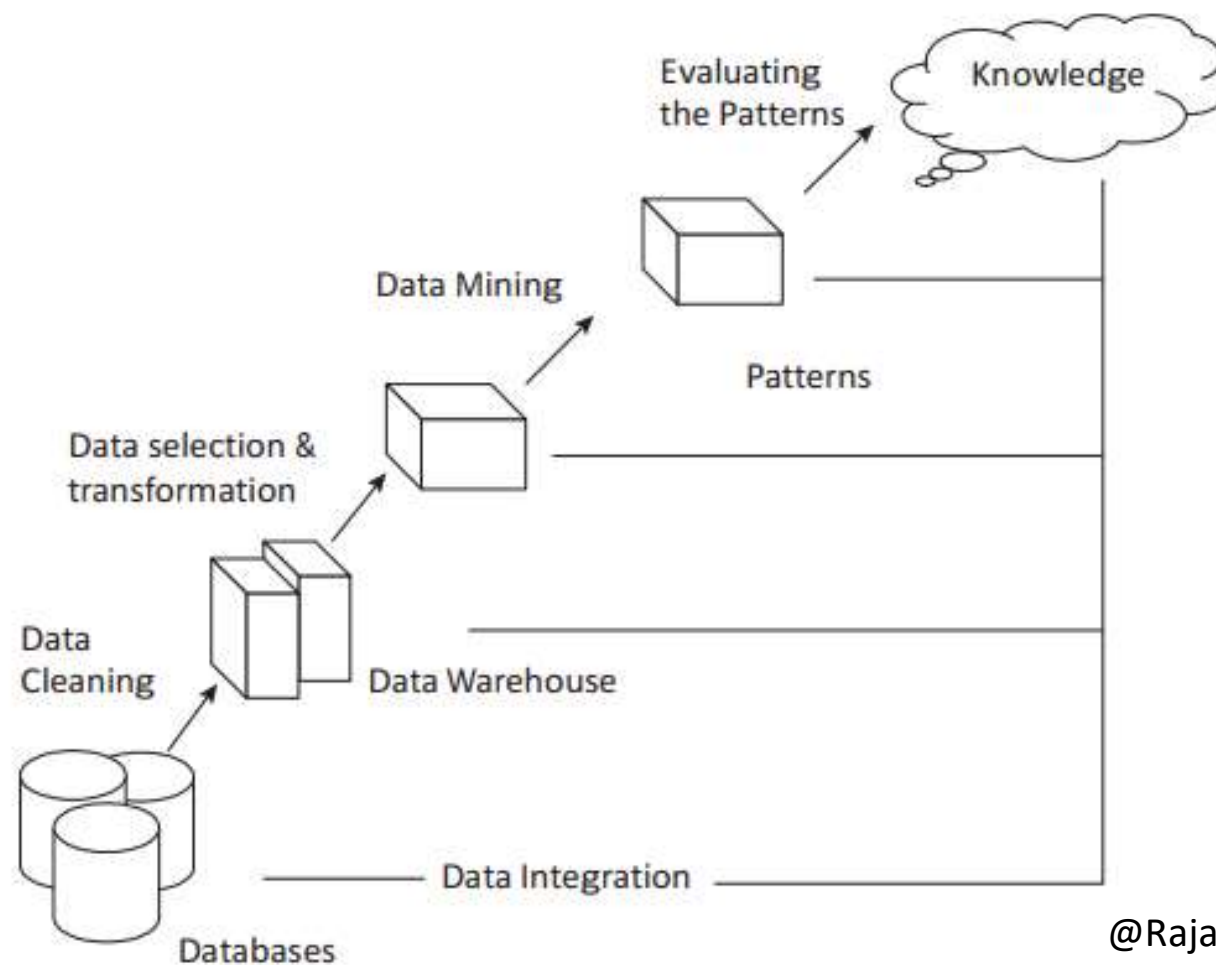 Evaluating
the Patterns
Knowledge
Data Mining
Patterns
Data selection &
transformation
Data
Cleaning
Data Warehouse
Data Integration
Databases
@Raja